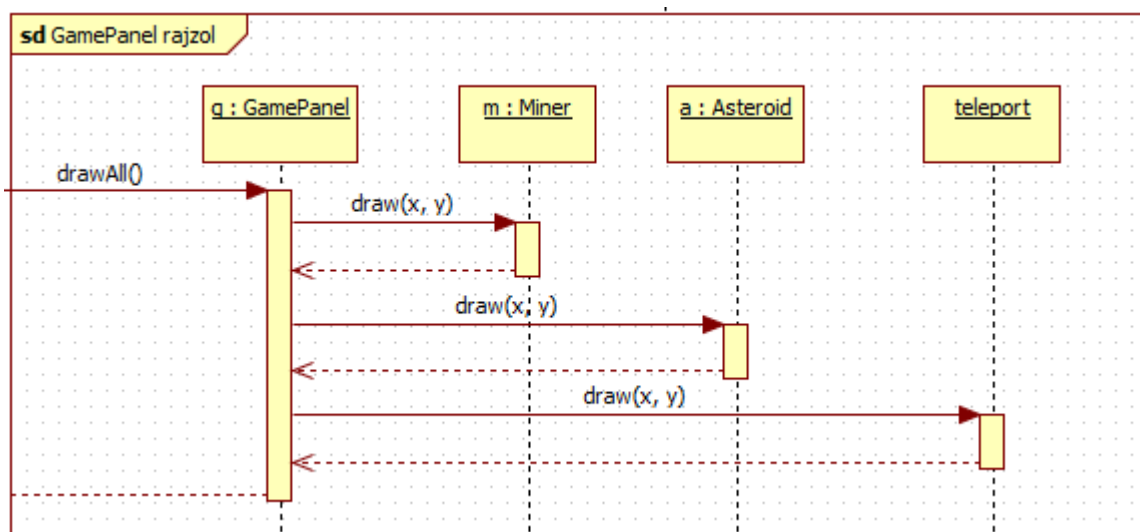 sd GamePanel rajzol
g : GamePanel
m : Miner
a : Asteroid
teleport
drawAll()
draw(x, y)
draw(x, y)
draw(x, y)